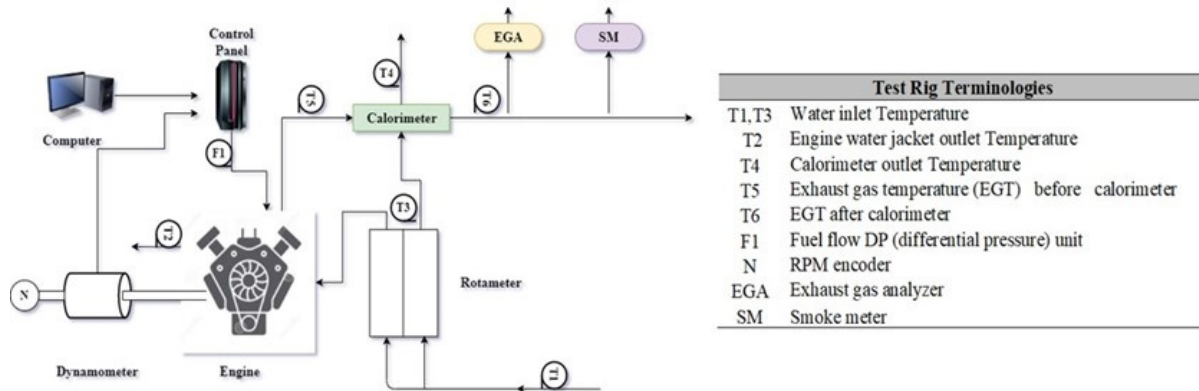 Control
Panel
EGA
SM
T4
Computer
T5
Calorimeter
T6
F1
T3
T2
Rotameter
N
Dynamometer
Engine
T1
Test Rig Terminologies
T1,T3 Water inlet Temperature
T2 Engine water jacket outlet Temperature
T4 Calorimeter outlet Temperature
T5 Exhaust gas temperature (EGT) before calorimeter
T6 EGT after calorimeter
F1 Fuel flow DP (differential pressure) unit
N RPM encoder
EGA Exhaust gas analyzer
SM Smoke meter